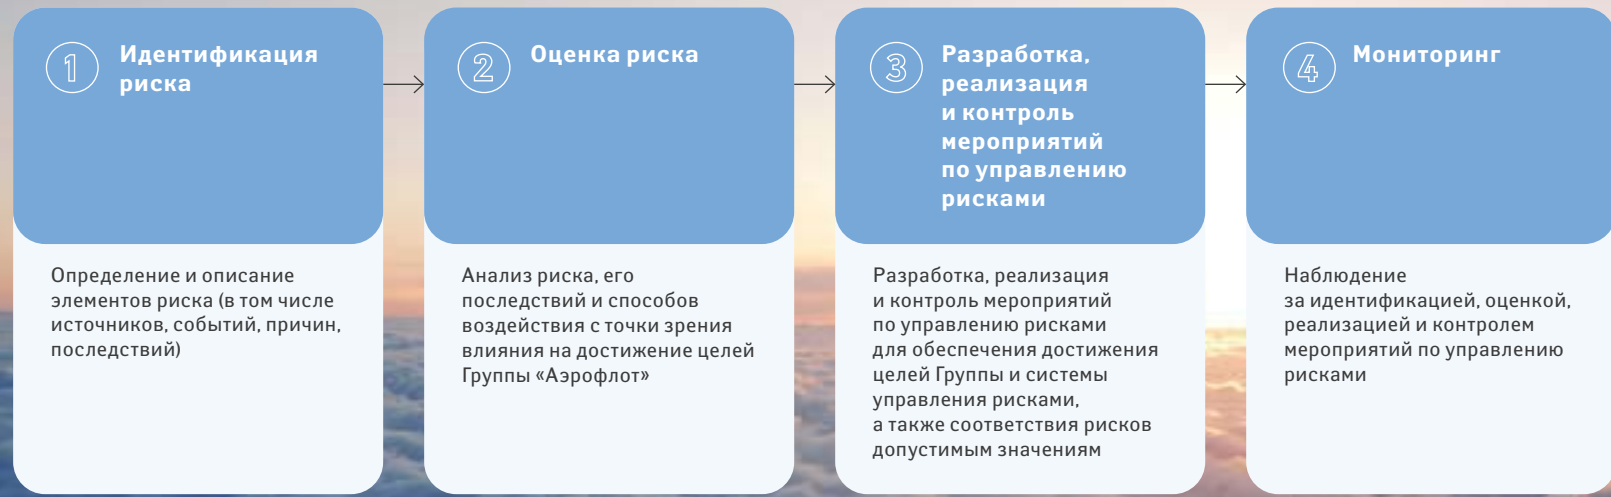 1
Идентификация
риска
Определение и описание
элементов риска (в том числе
источников, событий, причин,
последствий)
2
Оценка риска
Анализ риска, его
последствий и способов
воздействия с точки зрения
влияния на достижение целей
Группы «Аэрофлот»
3
Разработка,
реализация
и контроль
мероприятий
по управлению
рисками
Разработка, реализация
и контроль мероприятий
по управлению рисками
для обеспечения достижения
целей Группы и системы
управления рисками,
а также соответствия рисков
допустимым значениям
4
Мониторинг
Наблюдение
за идентификацией, оценкой,
реализацией и контролем
мероприятий по управлению
рисками